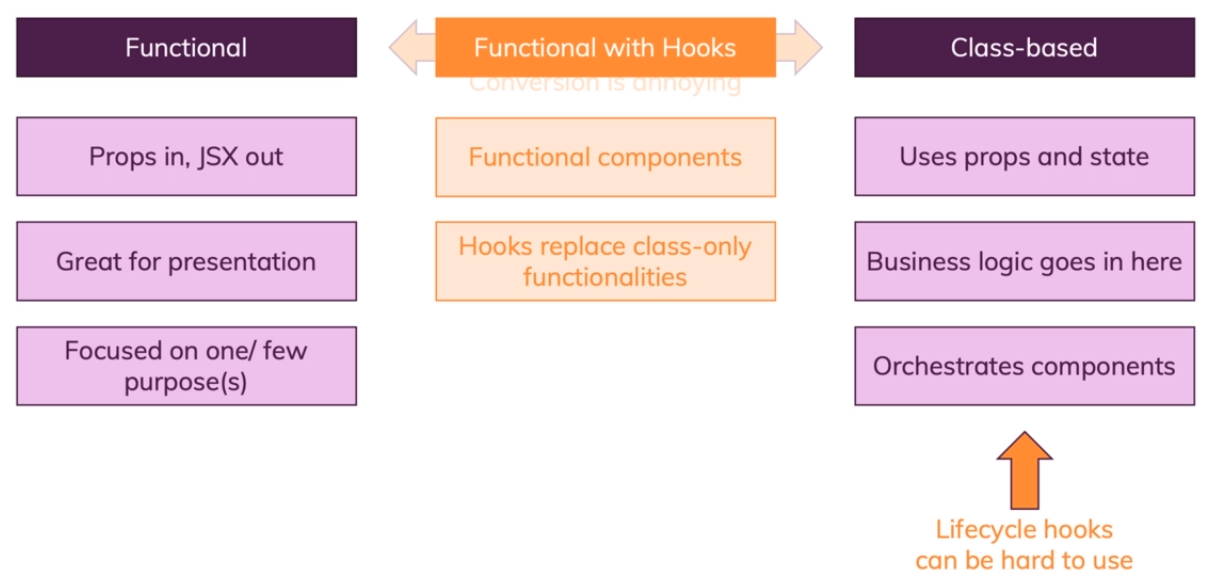 Functional
Functional with Hooks
Class-based
Conversion is annoying
Props in, JSX out
Functional components
Uses props and state
Great for presentation
Hooks replace class-only
functionalities
Business logic goes in here
Focused on one/ few
purpose(s)
Orchestrates components
Lifecycle hooks
can be hard to use